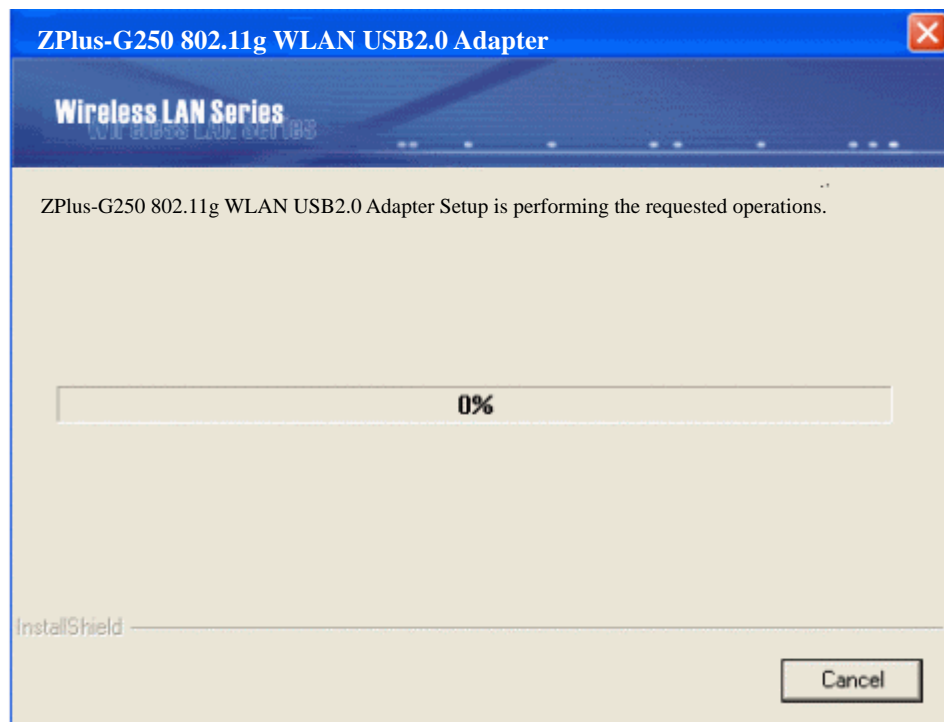 ZPlus-G250 802.11g WLAN USB2.0 Adapter
Wireless LAN Series
ZPlus-G250 802.11g WLAN USB2.0 Adapter Setup is performing the requested operations.
0%
InstallShield
Cancel